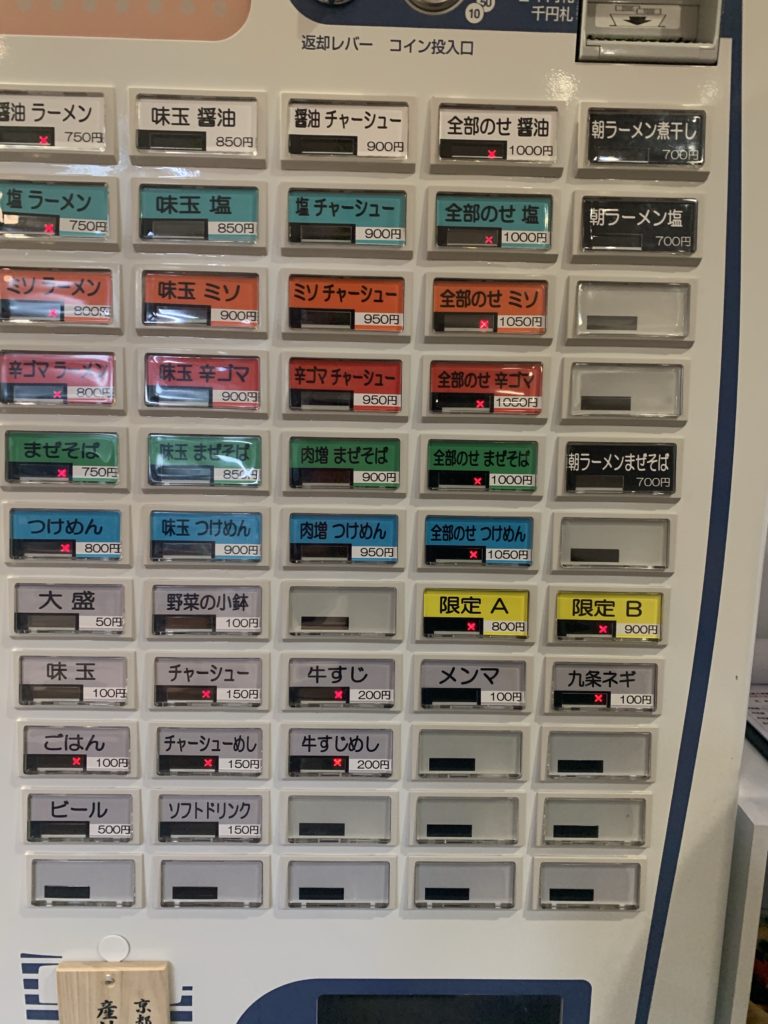 10
50
千円札
返却レバー コイン投入口
醤油 ラーメン 750円
味玉 醤油 850円
醤油 チャーシュー 900円
全部のせ 醤油 1000円
朝ラーメン煮干し 700円
塩 ラーメン 750円
味玉 塩 850円
塩 チャーシュー 900円
全部のせ 塩 1000円
朝ラーメン塩 700円
ミソ ラーメン 800円
味玉 ミソ 900円
ミソ チャーシュー 950円
全部のせ ミソ 1050円
辛ゴマ ラーメン 800円
味玉 辛ゴマ 900円
辛ゴマ チャーシュー 950円
全部のせ 辛ゴマ 1050円
まぜそば 750円
味玉 まぜそば 850円
肉増 まぜそば 900円
全部のせ まぜそば 1000円
朝ラーメンまぜそば 700円
つけめん 800円
味玉 つけめん 900円
肉増 つけめん 950円
全部のせ つけめん 1050円
大盛 50円
野菜の小鉢 100円
限定 A 800円
限定 B 900円
味玉 100円
チャーシュー 150円
牛すじ 200円
メンマ 100円
九条ネギ 100円
ごはん 100円
チャーシューめし 150円
牛すじめし 200円
ビール 500円
ソフトドリンク 150円
京都
産